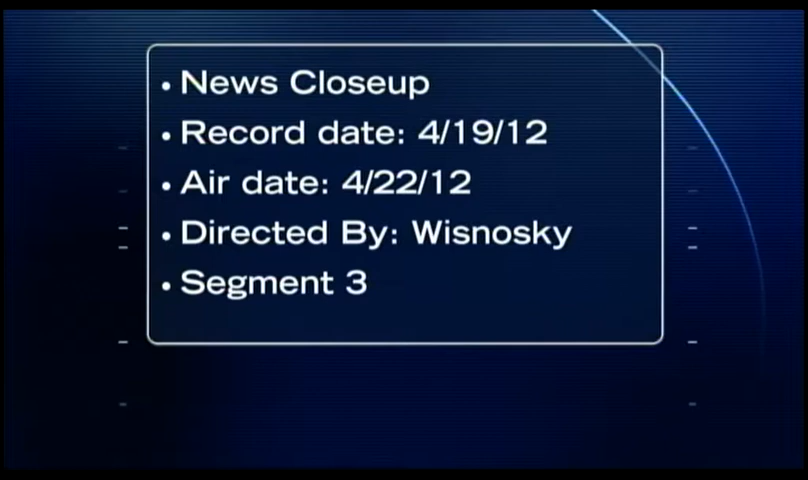 • News Closeup
• Record date: 4/19/12
• Air date: 4/22/12
• Directed By: Wisnosky
• Segment 3